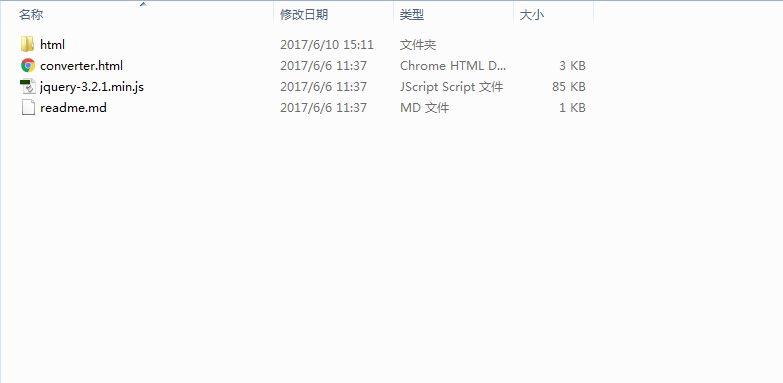 名称 修改日期 类型 大小
html 2017/6/10 15:11 文件夹
converter.html 2017/6/6 11:37 Chrome HTML D... 3 KB
jquery-3.2.1.min.js 2017/6/6 11:37 JScript Script 文件 85 KB
readme.md 2017/6/6 11:37 MD 文件 1 KB